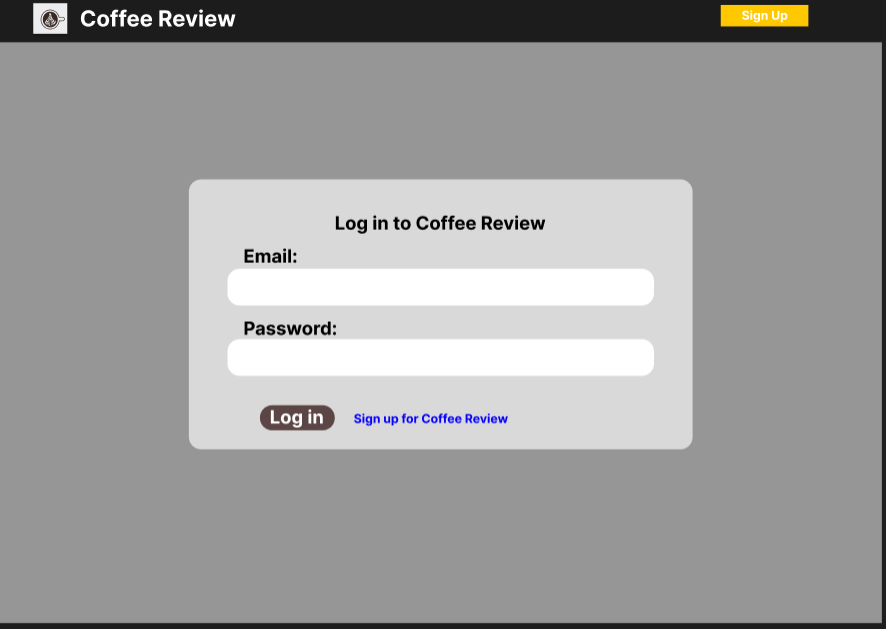 Coffee Review
Sign Up
Log in to Coffee Review
Email:
Password:
Log in
Sign up for Coffee Review